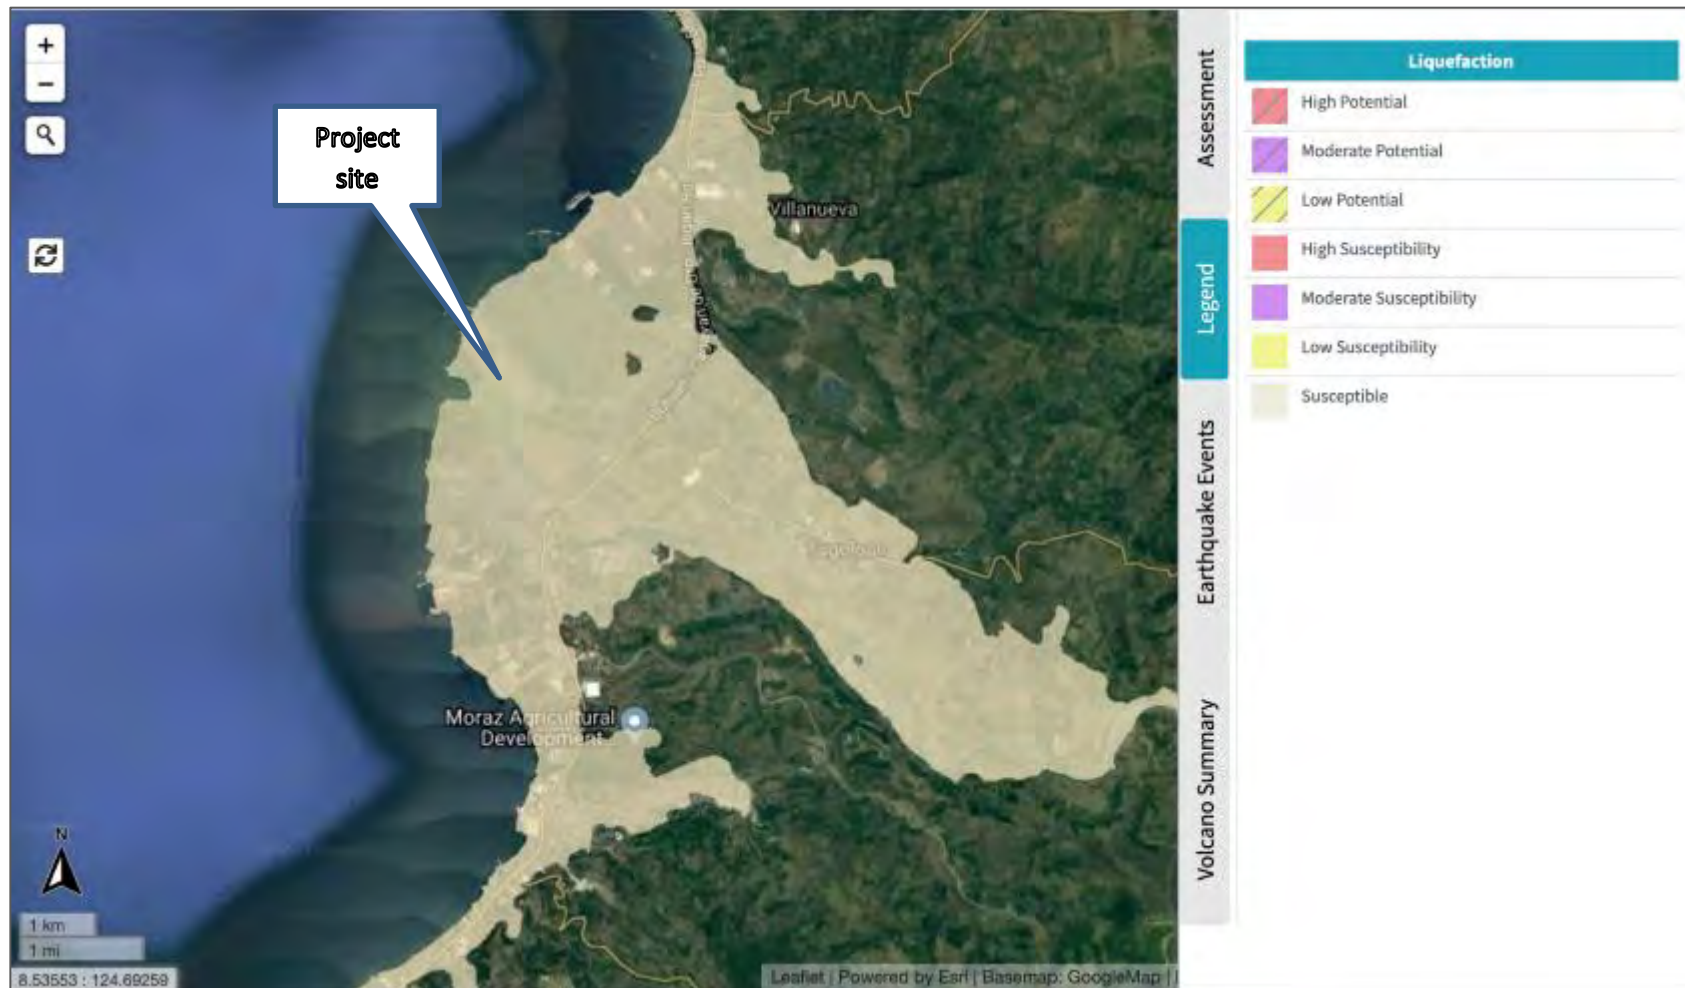 +
−
Project
site
Villanueva
Moraz Agricultural
Development...
N
1 km
1 mi
8.53553 : 124.69259
Leaflet | Powered by Esri | Basemap: GoogleMap |
Assessment
Legend
Earthquake Events
Volcano Summary
Liquefaction
High Potential
Moderate Potential
Low Potential
High Susceptibility
Moderate Susceptibility
Low Susceptibility
Susceptible